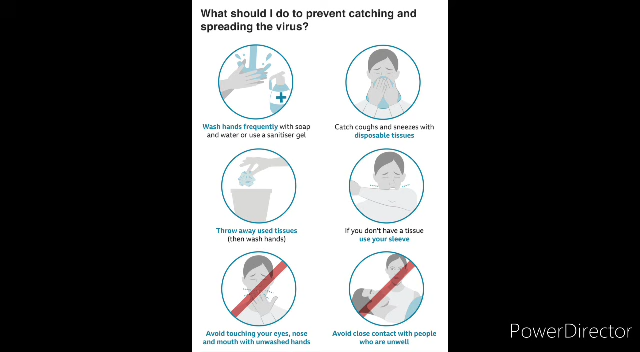 What should I do to prevent catching and
spreading the virus?
Wash hands frequently with soap
and water or use a sanitiser gel
Catch coughs and sneezes with
disposable tissues
Throw away used tissues
(then wash hands)
If you don't have a tissue
use your sleeve
Avoid touching your eyes, nose
and mouth with unwashed hands
Avoid close contact with people
who are unwell
PowerDirector